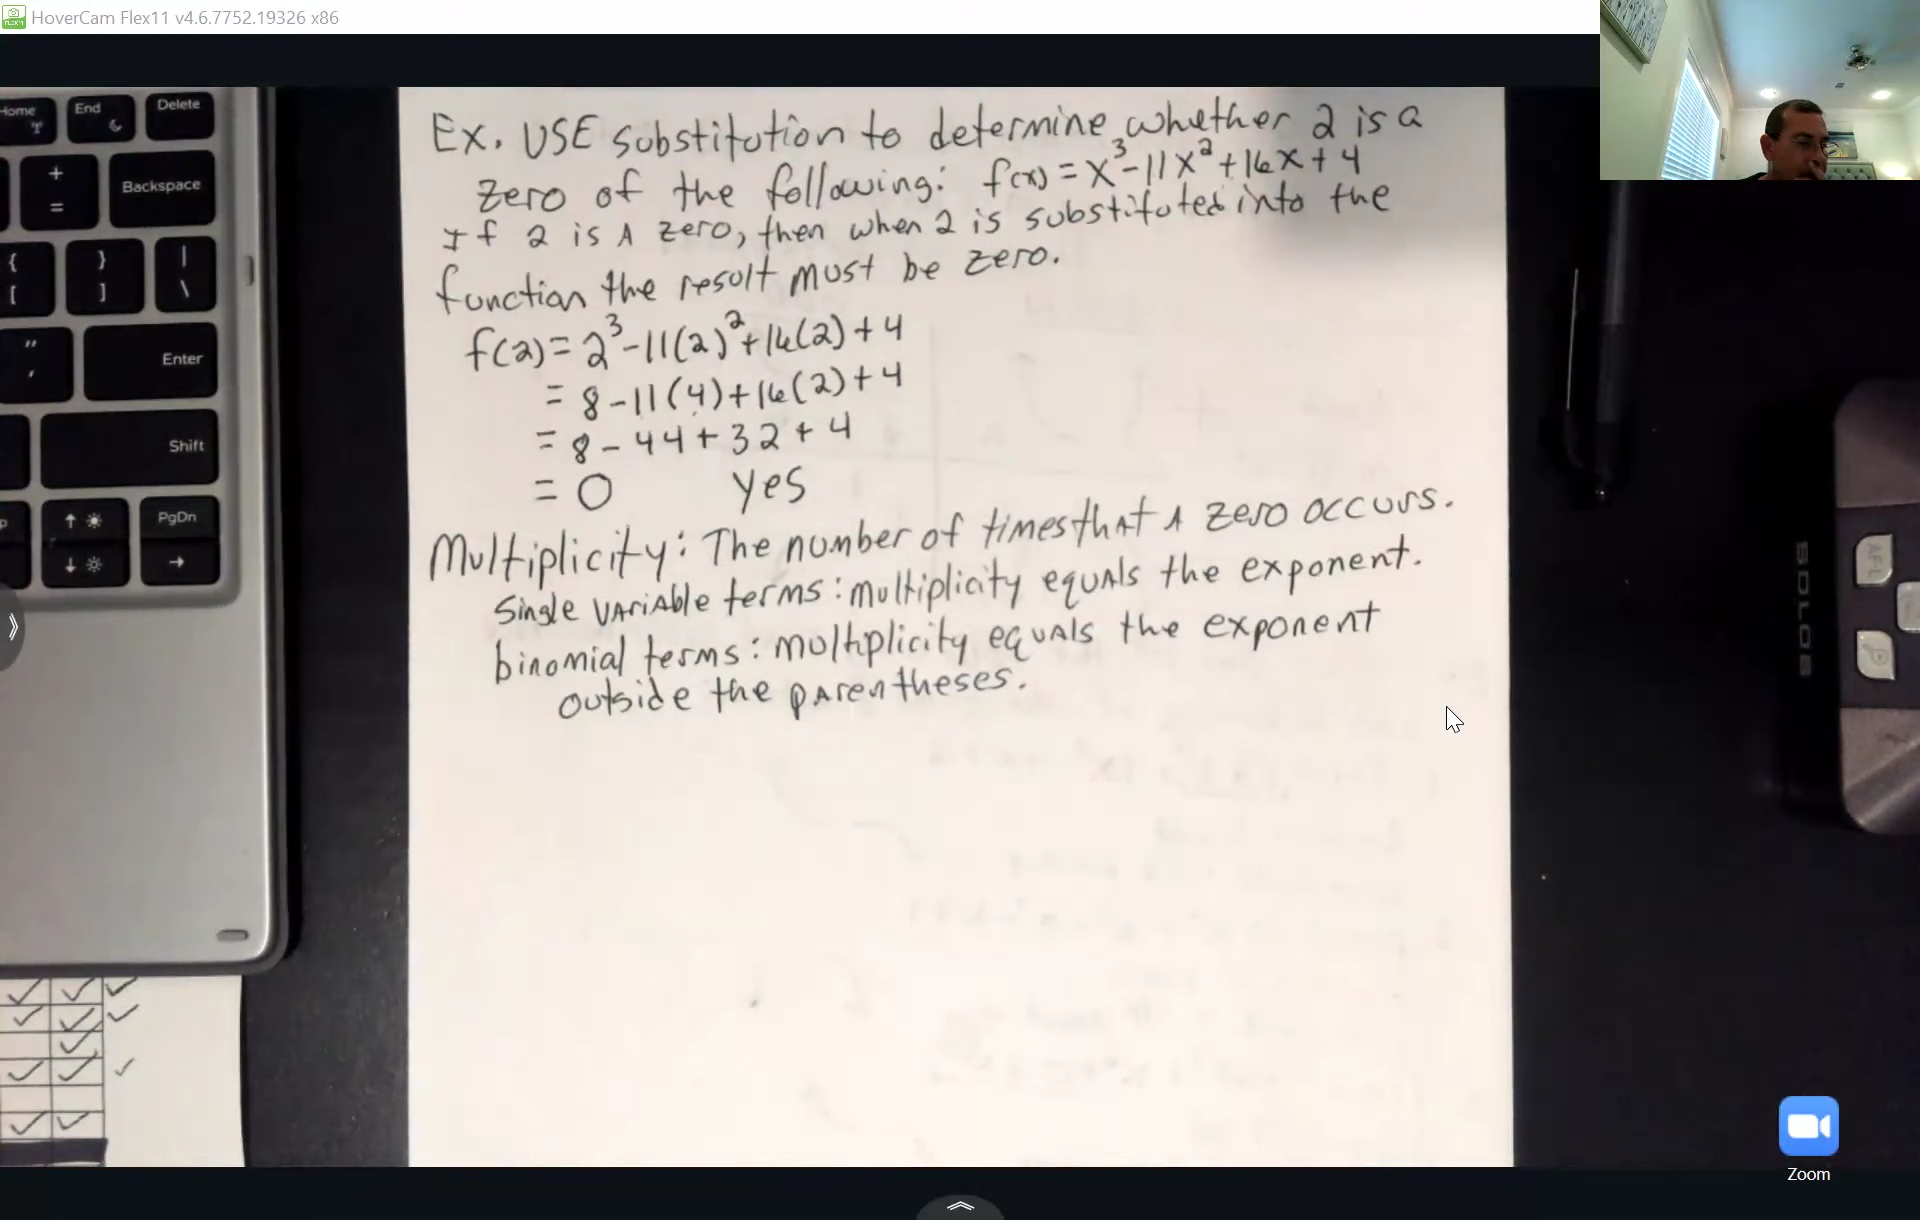 HoverCam Flex11 v4.6.7752.19326 x86
Ex. USE substitution to determine whether 2 is a
zero of the following: f(x) = x³-11x²+16x+4
If 2 is A zero, then when 2 is substituted into the
function the result must be zero.
f(2) = 2³-11(2)²+16(2)+4
= 8-11(4)+16(2)+4
= 8-44+32+4
= 0 yes
Multiplicity: The number of times that A zero occurs.
single variable terms: multiplicity equals the exponent.
binomial terms: multiplicity equals the exponent
outside the parentheses.
Home End Delete
+ = Backspace
{ [ } ] | \
" , Enter
Shift
PgDn
SOLOS
AFL
Zoom